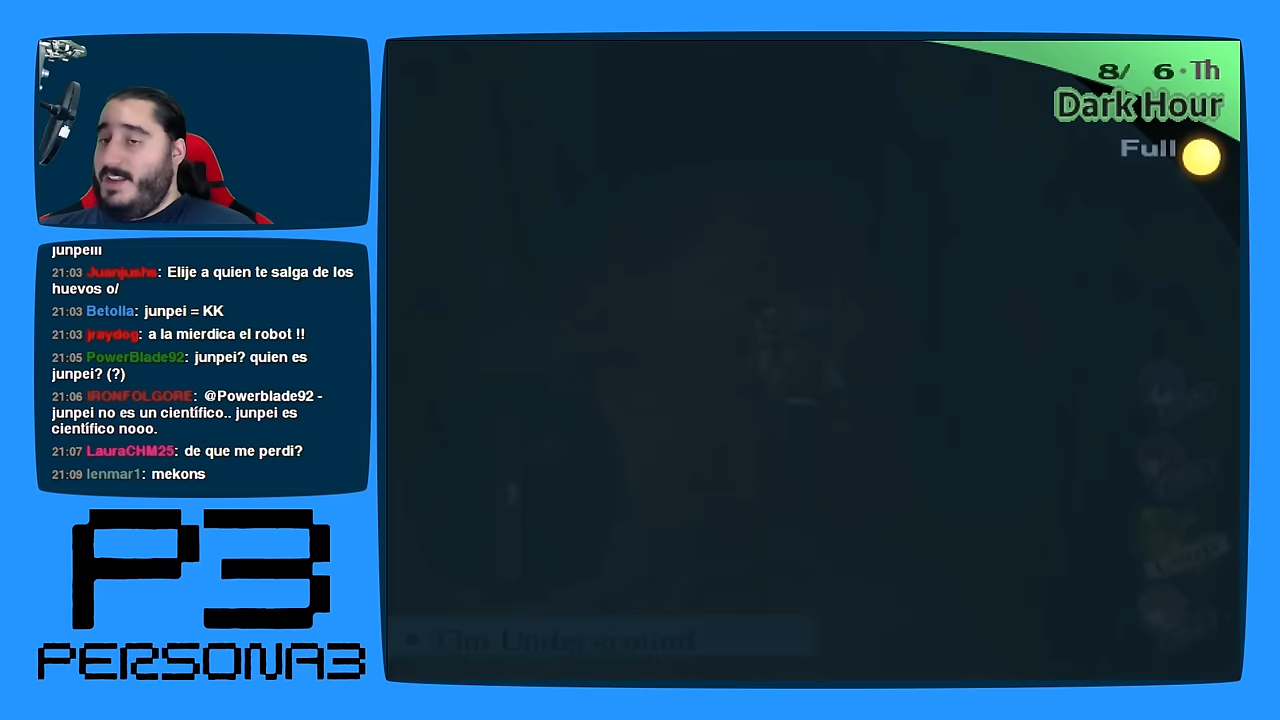 8/ 6·Th
Dark Hour
Full
junpeiii
21:03 Juanjushs: Elije a quien te salga de los
huevos o/
21:03 Betolla: junpei = KK
21:03 jraydog: a la mierdica el robot !!
21:05 PowerBlade92: junpei? quien es
junpei? (?)
21:06 IRONFOLGORE: @Powerblade92 -
junpei no es un científico.. junpei es
científico nooo.
21:07 LauraCHM25: de que me perdi?
21:09 lenmar1: mekons
33m Underground
P3
PERSONA3